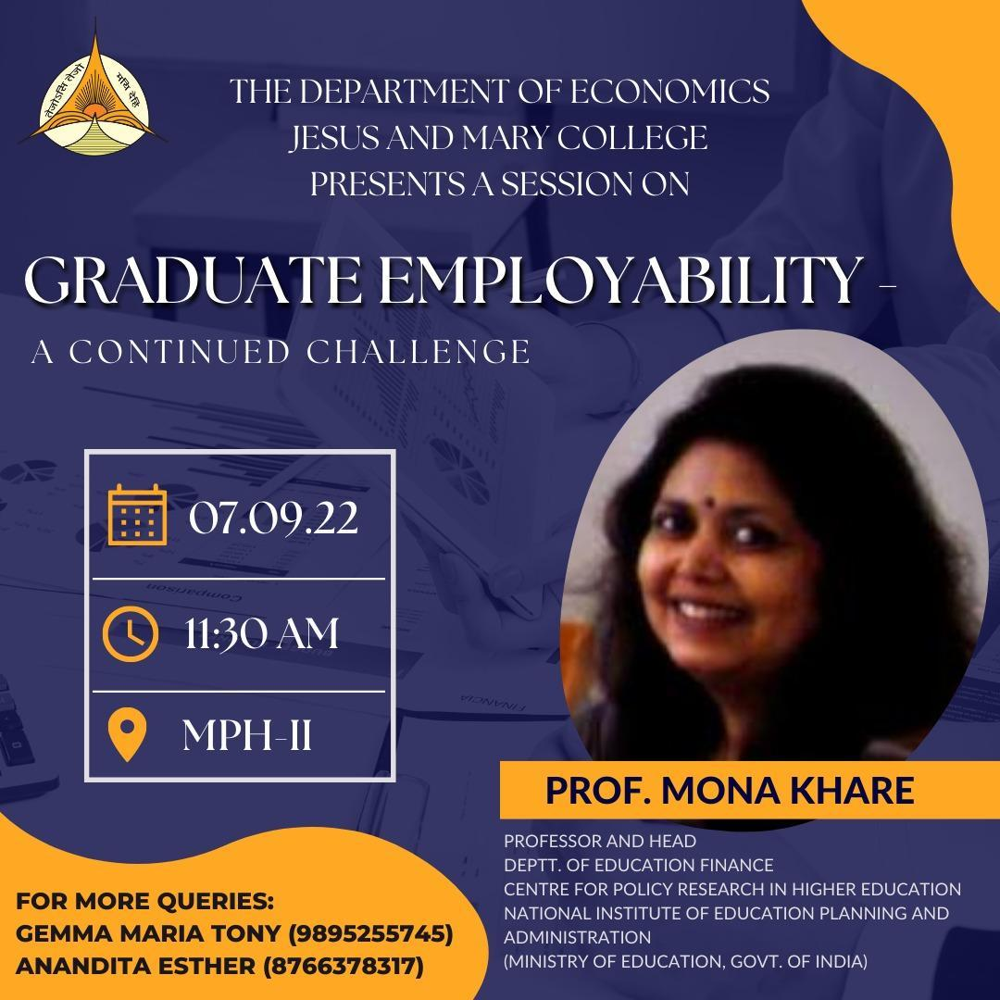 तेजोऽसि तेजो
मयि देहि
THE DEPARTMENT OF ECONOMICS
JESUS AND MARY COLLEGE
PRESENTS A SESSION ON
GRADUATE EMPLOYABILITY -
A CONTINUED CHALLENGE
07.09.22
11:30 AM
MPH-II
Comparison
FINANCIA
PROF. MONA KHARE
PROFESSOR AND HEAD
DEPTT. OF EDUCATION FINANCE
CENTRE FOR POLICY RESEARCH IN HIGHER EDUCATION
NATIONAL INSTITUTE OF EDUCATION PLANNING AND
ADMINISTRATION
(MINISTRY OF EDUCATION, GOVT. OF INDIA)
FOR MORE QUERIES:
GEMMA MARIA TONY (9895255745)
ANANDITA ESTHER (8766378317)